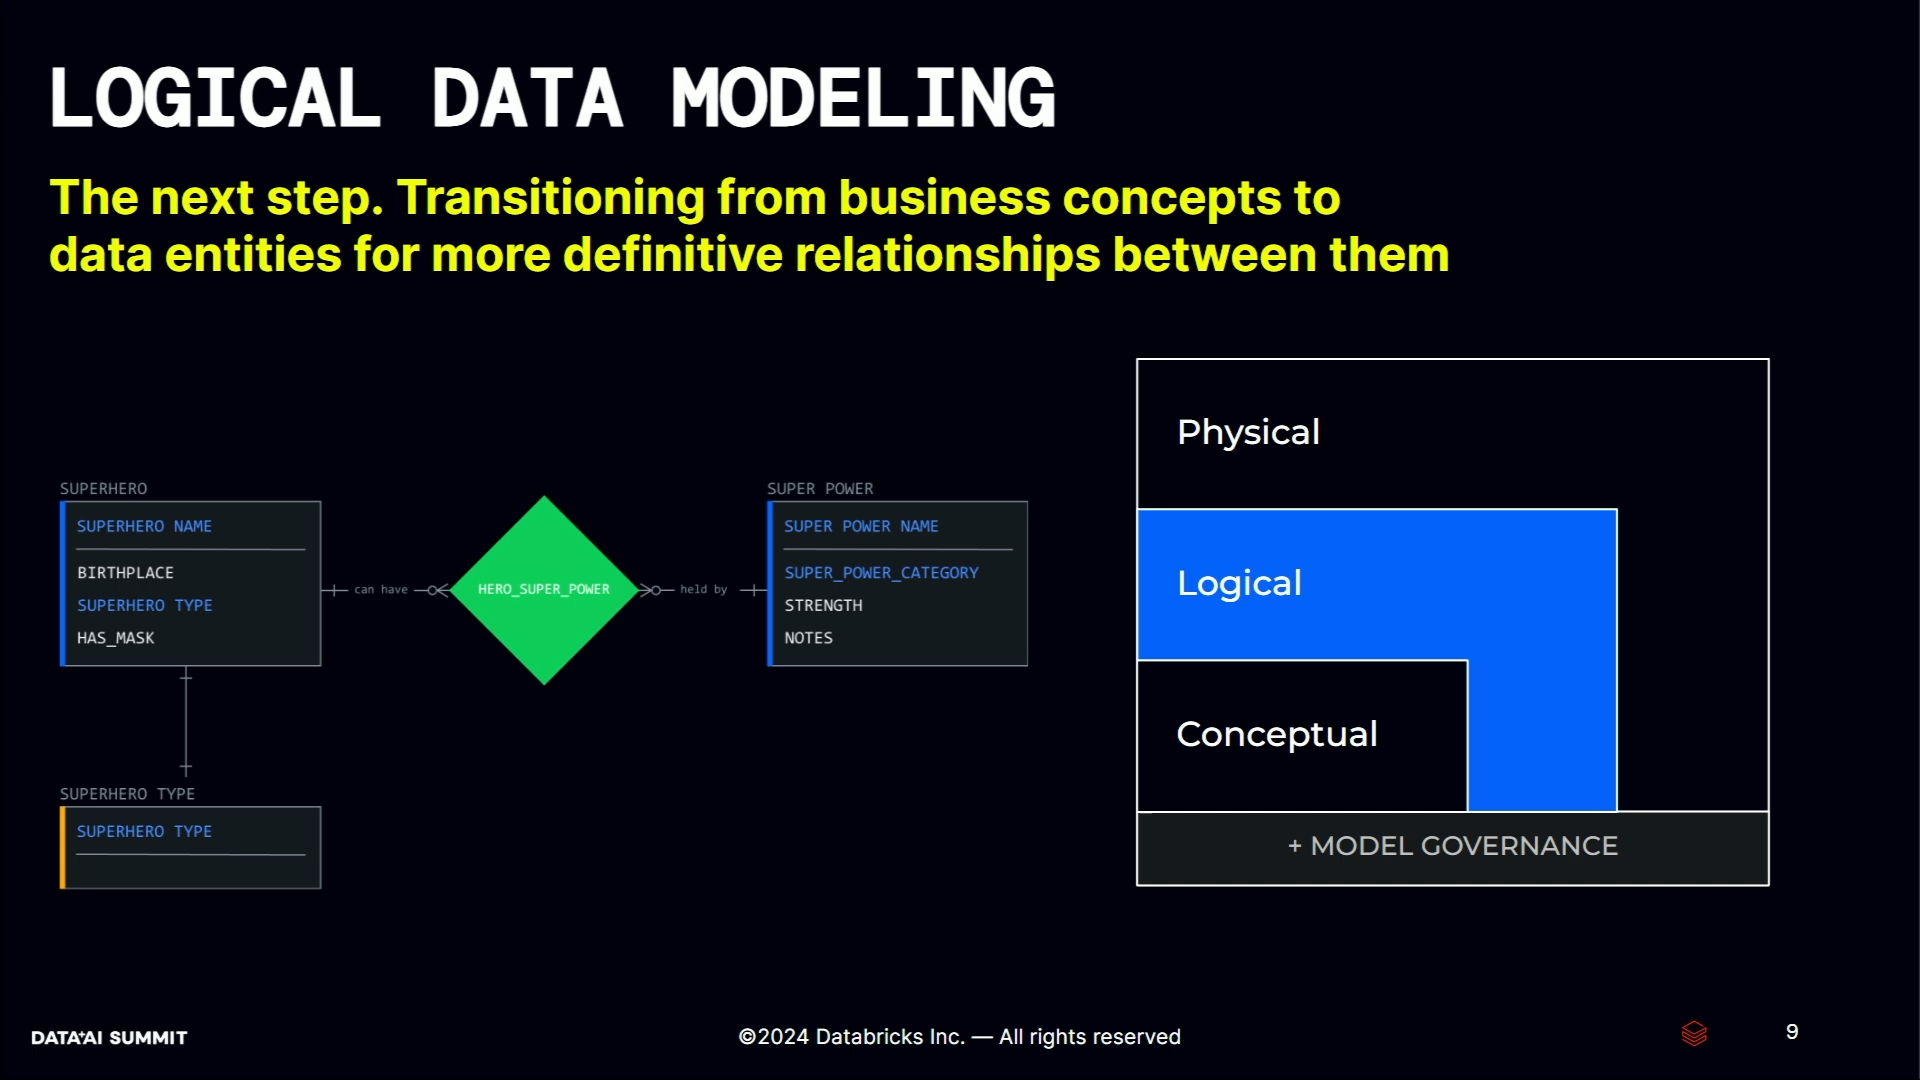 LOGICAL DATA MODELING
The next step. Transitioning from business concepts to
data entities for more definitive relationships between them
SUPERHERO
SUPERHERO NAME
BIRTHPLACE
SUPERHERO TYPE
HAS_MASK
can have
HERO_SUPER_POWER
held by
SUPER POWER
SUPER POWER NAME
SUPER_POWER_CATEGORY
STRENGTH
NOTES
SUPERHERO TYPE
SUPERHERO TYPE
Physical
Logical
Conceptual
+ MODEL GOVERNANCE
DATA+AI SUMMIT
©2024 Databricks Inc. — All rights reserved
9